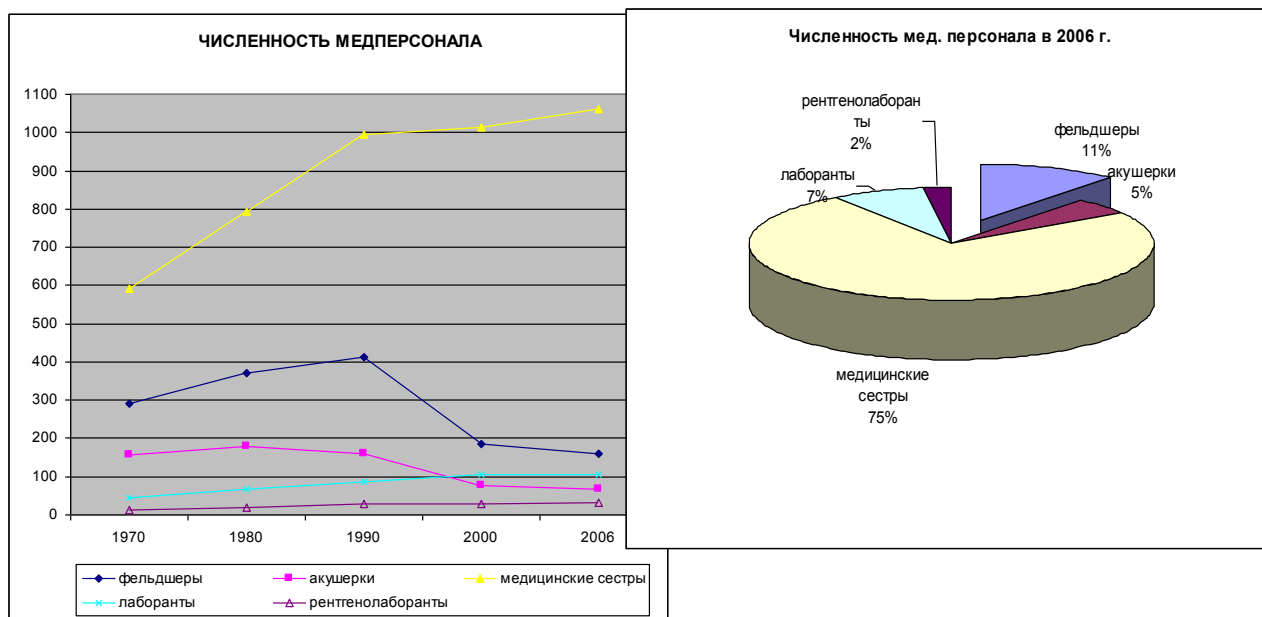 ЧИСЛЕННОСТЬ МЕДПЕРСОНАЛА
1100
1000
900
800
700
600
500
400
300
200
100
0
1970 1980 1990 2000 2006
фельдшеры акушерки медицинские сестры
лаборанты рентгенолаборанты
Численность мед. персонала в 2006 г.
рентгенолаборан
ты
2%
фельдшеры
11%
акушерки
5%
лаборанты
7%
медицинские
сестры
75%